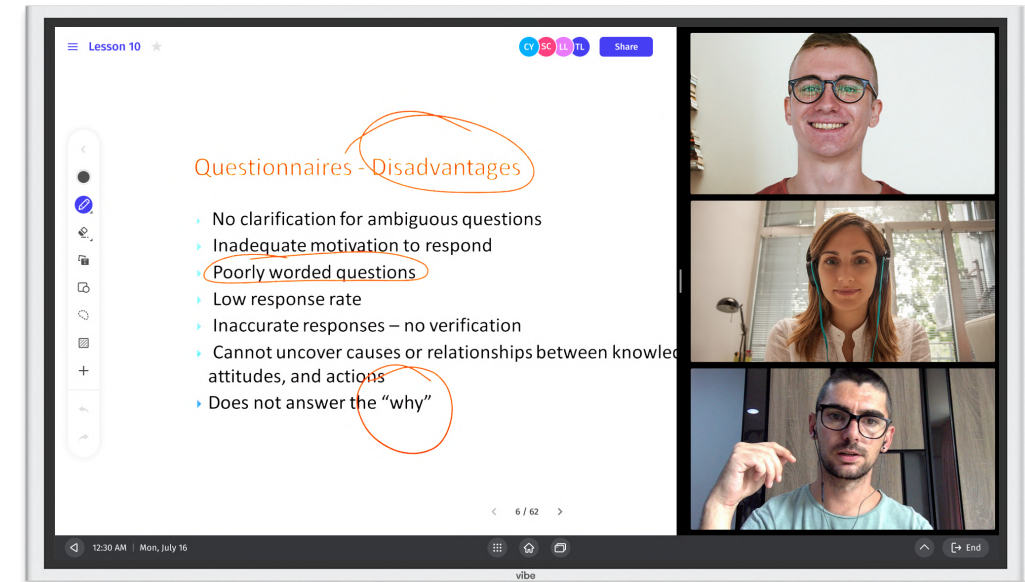 Lesson 10
CY SC LL TL
Share
Questionnaires - Disadvantages
No clarification for ambiguous questions
Inadequate motivation to respond
Poorly worded questions
Low response rate
Inaccurate responses – no verification
Cannot uncover causes or relationships between knowled
attitudes, and actions
Does not answer the “why”
6 / 62
12:30 AM | Mon, July 16
End
vibe